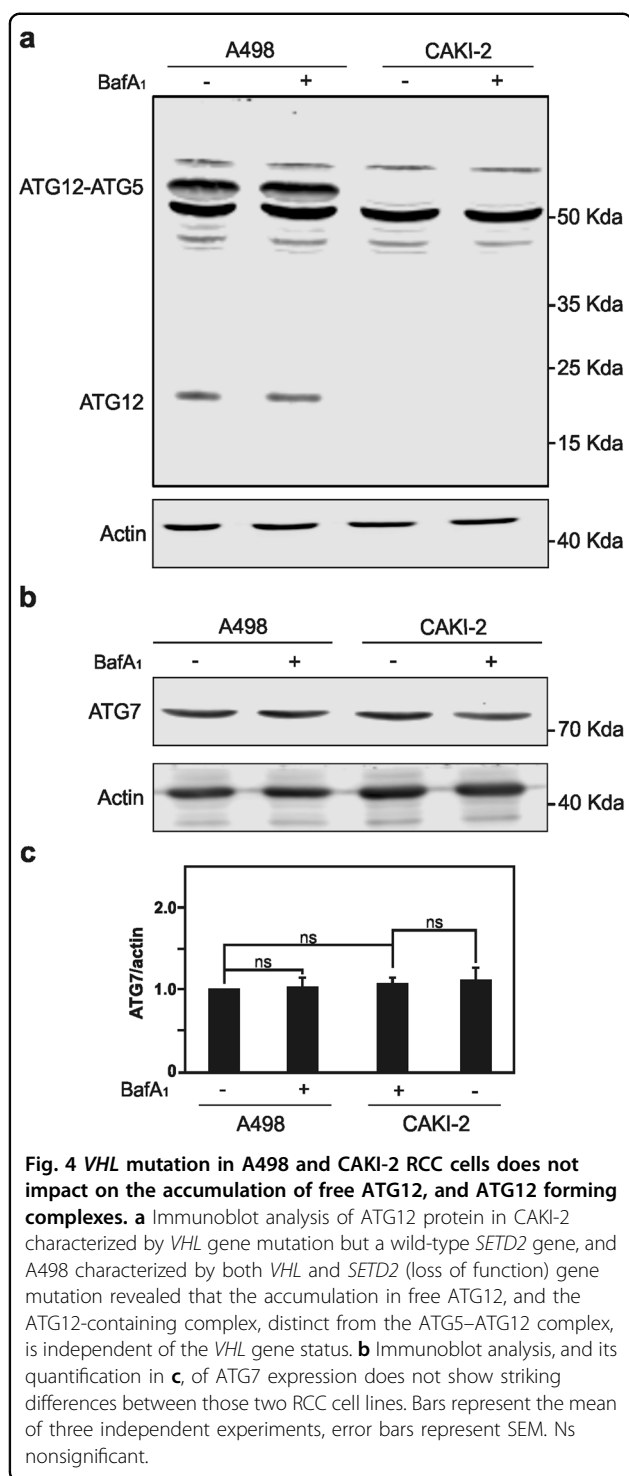 a
A498 CAKI-2
BafA1 - + - +
ATG12-ATG5
-50 Kda
-35 Kda
-25 Kda
ATG12
-15 Kda
Actin
-40 Kda
b
A498 CAKI-2
BafA1 - + - +
ATG7
-70 Kda
Actin
-40 Kda
c
2.0
ns
ns
ns
1.0
0
ATG7/actin
BafA1 - + + -
A498 CAKI-2
Fig. 4 VHL mutation in A498 and CAKI-2 RCC cells does not
impact on the accumulation of free ATG12, and ATG12 forming
complexes. a Immunoblot analysis of ATG12 protein in CAKI-2
characterized by VHL gene mutation but a wild-type SETD2 gene, and
A498 characterized by both VHL and SETD2 (loss of function) gene
mutation revealed that the accumulation in free ATG12, and the
ATG12-containing complex, distinct from the ATG5–ATG12 complex,
is independent of the VHL gene status. b Immunoblot analysis, and its
quantification in c, of ATG7 expression does not show striking
differences between those two RCC cell lines. Bars represent the mean
of three independent experiments, error bars represent SEM. Ns
nonsignificant.